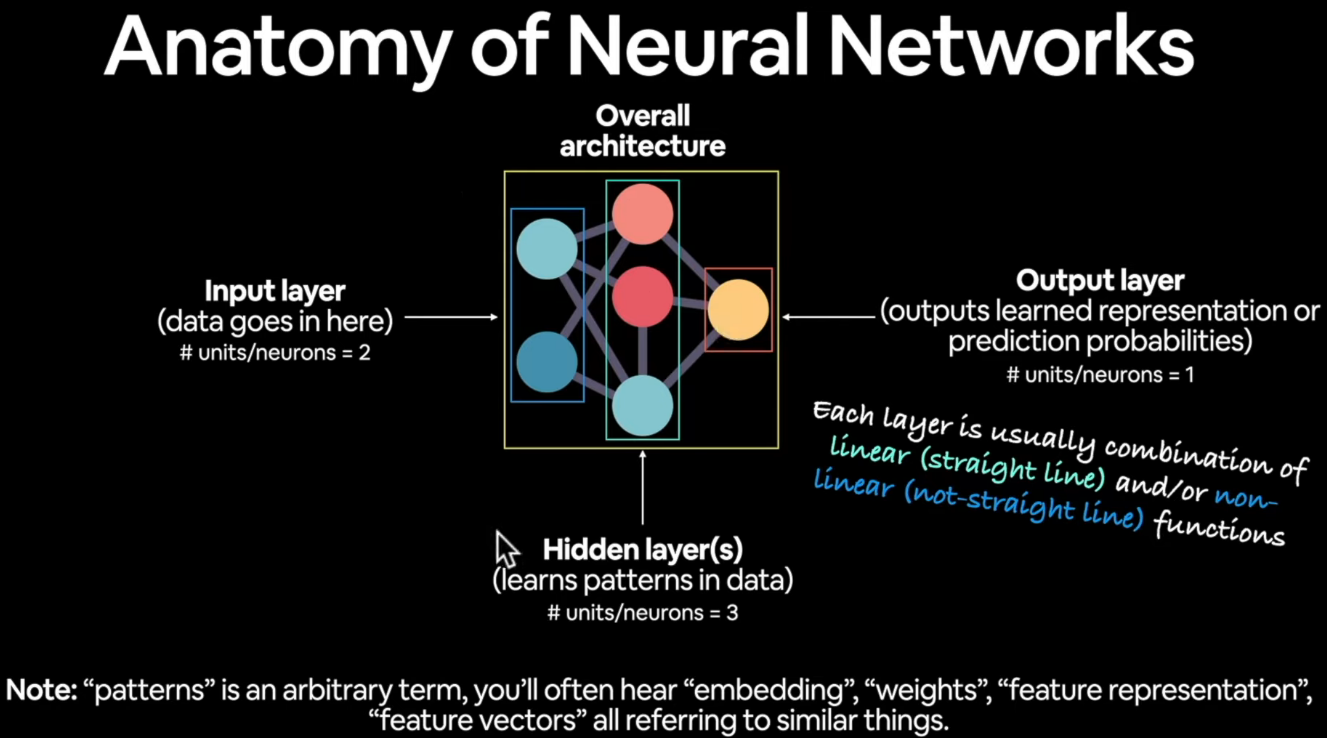 Anatomy of Neural Networks
Overall
architecture
Input layer
(data goes in here)
# units/neurons = 2
Output layer
(outputs learned representation or
prediction probabilities)
# units/neurons = 1
Each layer is usually combination of
linear (straight line) and/or non-
linear (not-straight line) functions
Hidden layer(s)
(learns patterns in data)
# units/neurons = 3
Note: “patterns” is an arbitrary term, you’ll often hear “embedding”, “weights”, “feature representation”,
“feature vectors” all referring to similar things.